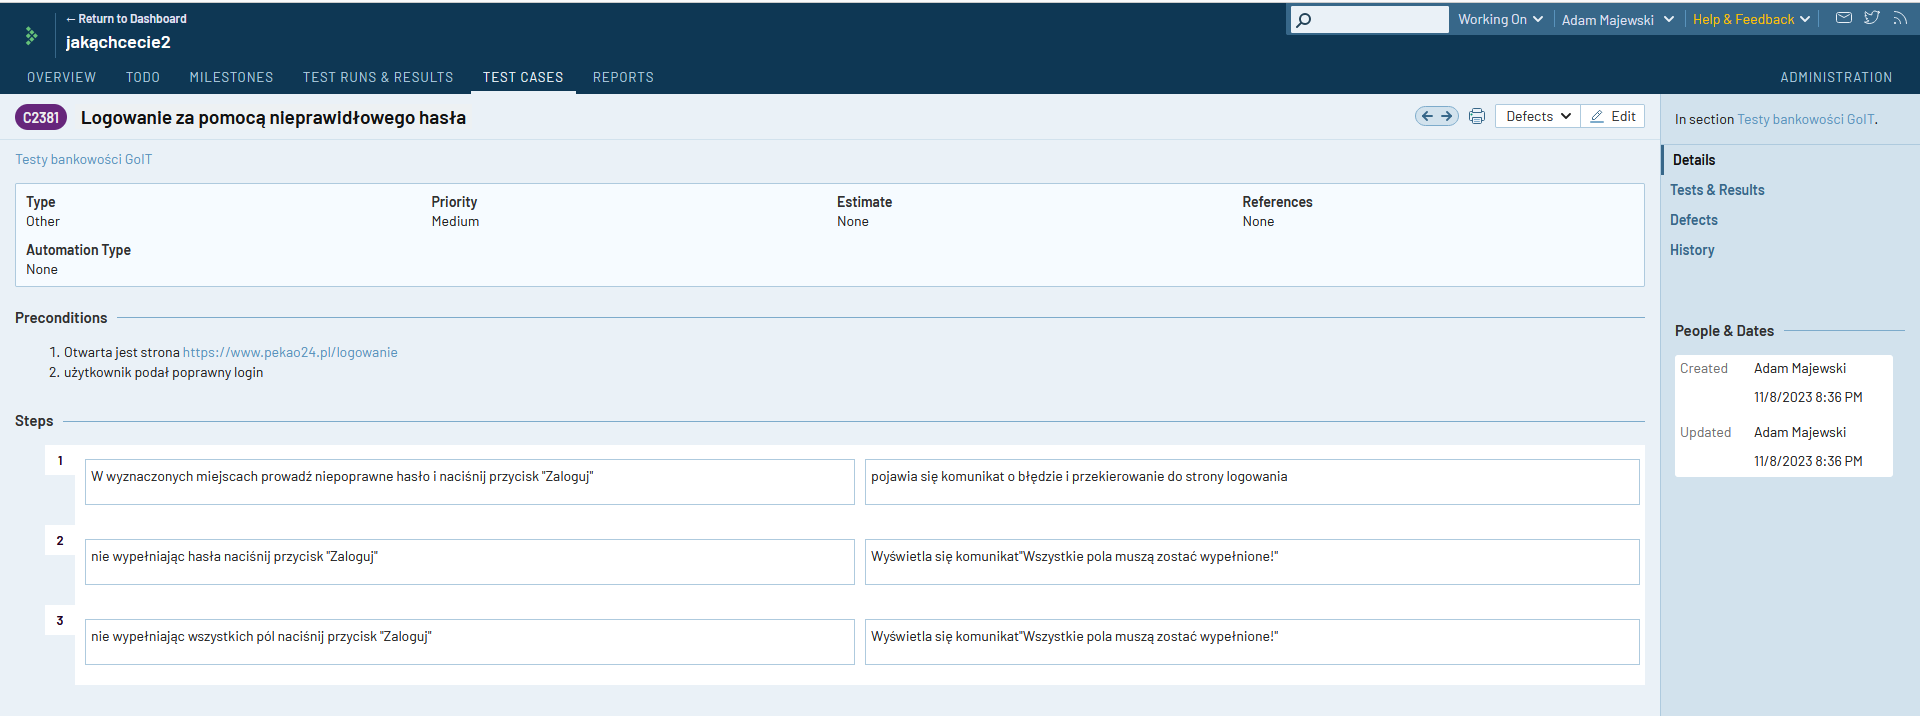 ← Return to Dashboard
jakąchcecie2
Working On
Adam Majewski
Help & Feedback
OVERVIEW
TODO
MILESTONES
TEST RUNS & RESULTS
TEST CASES
REPORTS
ADMINISTRATION
C2381
Logowanie za pomocą nieprawidłowego hasła
Defects
Edit
Testy bankowości GoIT
Type
Other
Priority
Medium
Estimate
None
References
None
Automation Type
None
Preconditions
1. Otwarta jest strona https://www.pekao24.pl/logowanie
2. użytkownik podał poprawny login
Steps
1
W wyznaczonych miejscach prowadź niepoprawne hasło i naciśnij przycisk "Zaloguj"
pojawia się komunikat o błędzie i przekierowanie do strony logowania
2
nie wypełniając hasła naciśnij przycisk "Zaloguj"
Wyświetla się komunikat"Wszystkie pola muszą zostać wypełnione!"
3
nie wypełniając wszystkich pól naciśnij przycisk "Zaloguj"
Wyświetla się komunikat"Wszystkie pola muszą zostać wypełnione!"
In section Testy bankowości GoIT.
Details
Tests & Results
Defects
History
People & Dates
Created
Adam Majewski
11/8/2023 8:36 PM
Updated
Adam Majewski
11/8/2023 8:36 PM